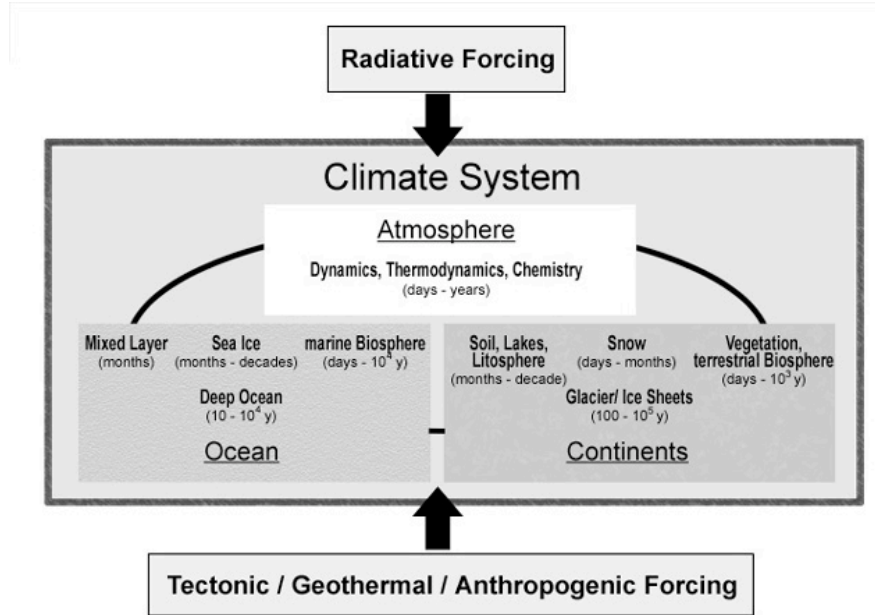 Radiative Forcing
Climate System
Atmosphere
Dynamics, Thermodynamics, Chemistry
(days - years)
Mixed Layer
(months)
Sea Ice
(months - decades)
marine Biosphere
(days - 10⁴ y)
Deep Ocean
(10 - 10⁴ y)
Ocean
Soil, Lakes,
Litosphere
(months - decade)
Snow
(days - months)
Vegetation,
terrestrial Biosphere
(days - 10³ y)
Glacier/ Ice Sheets
(100 - 10⁵ y)
Continents
Tectonic / Geothermal / Anthropogenic Forcing